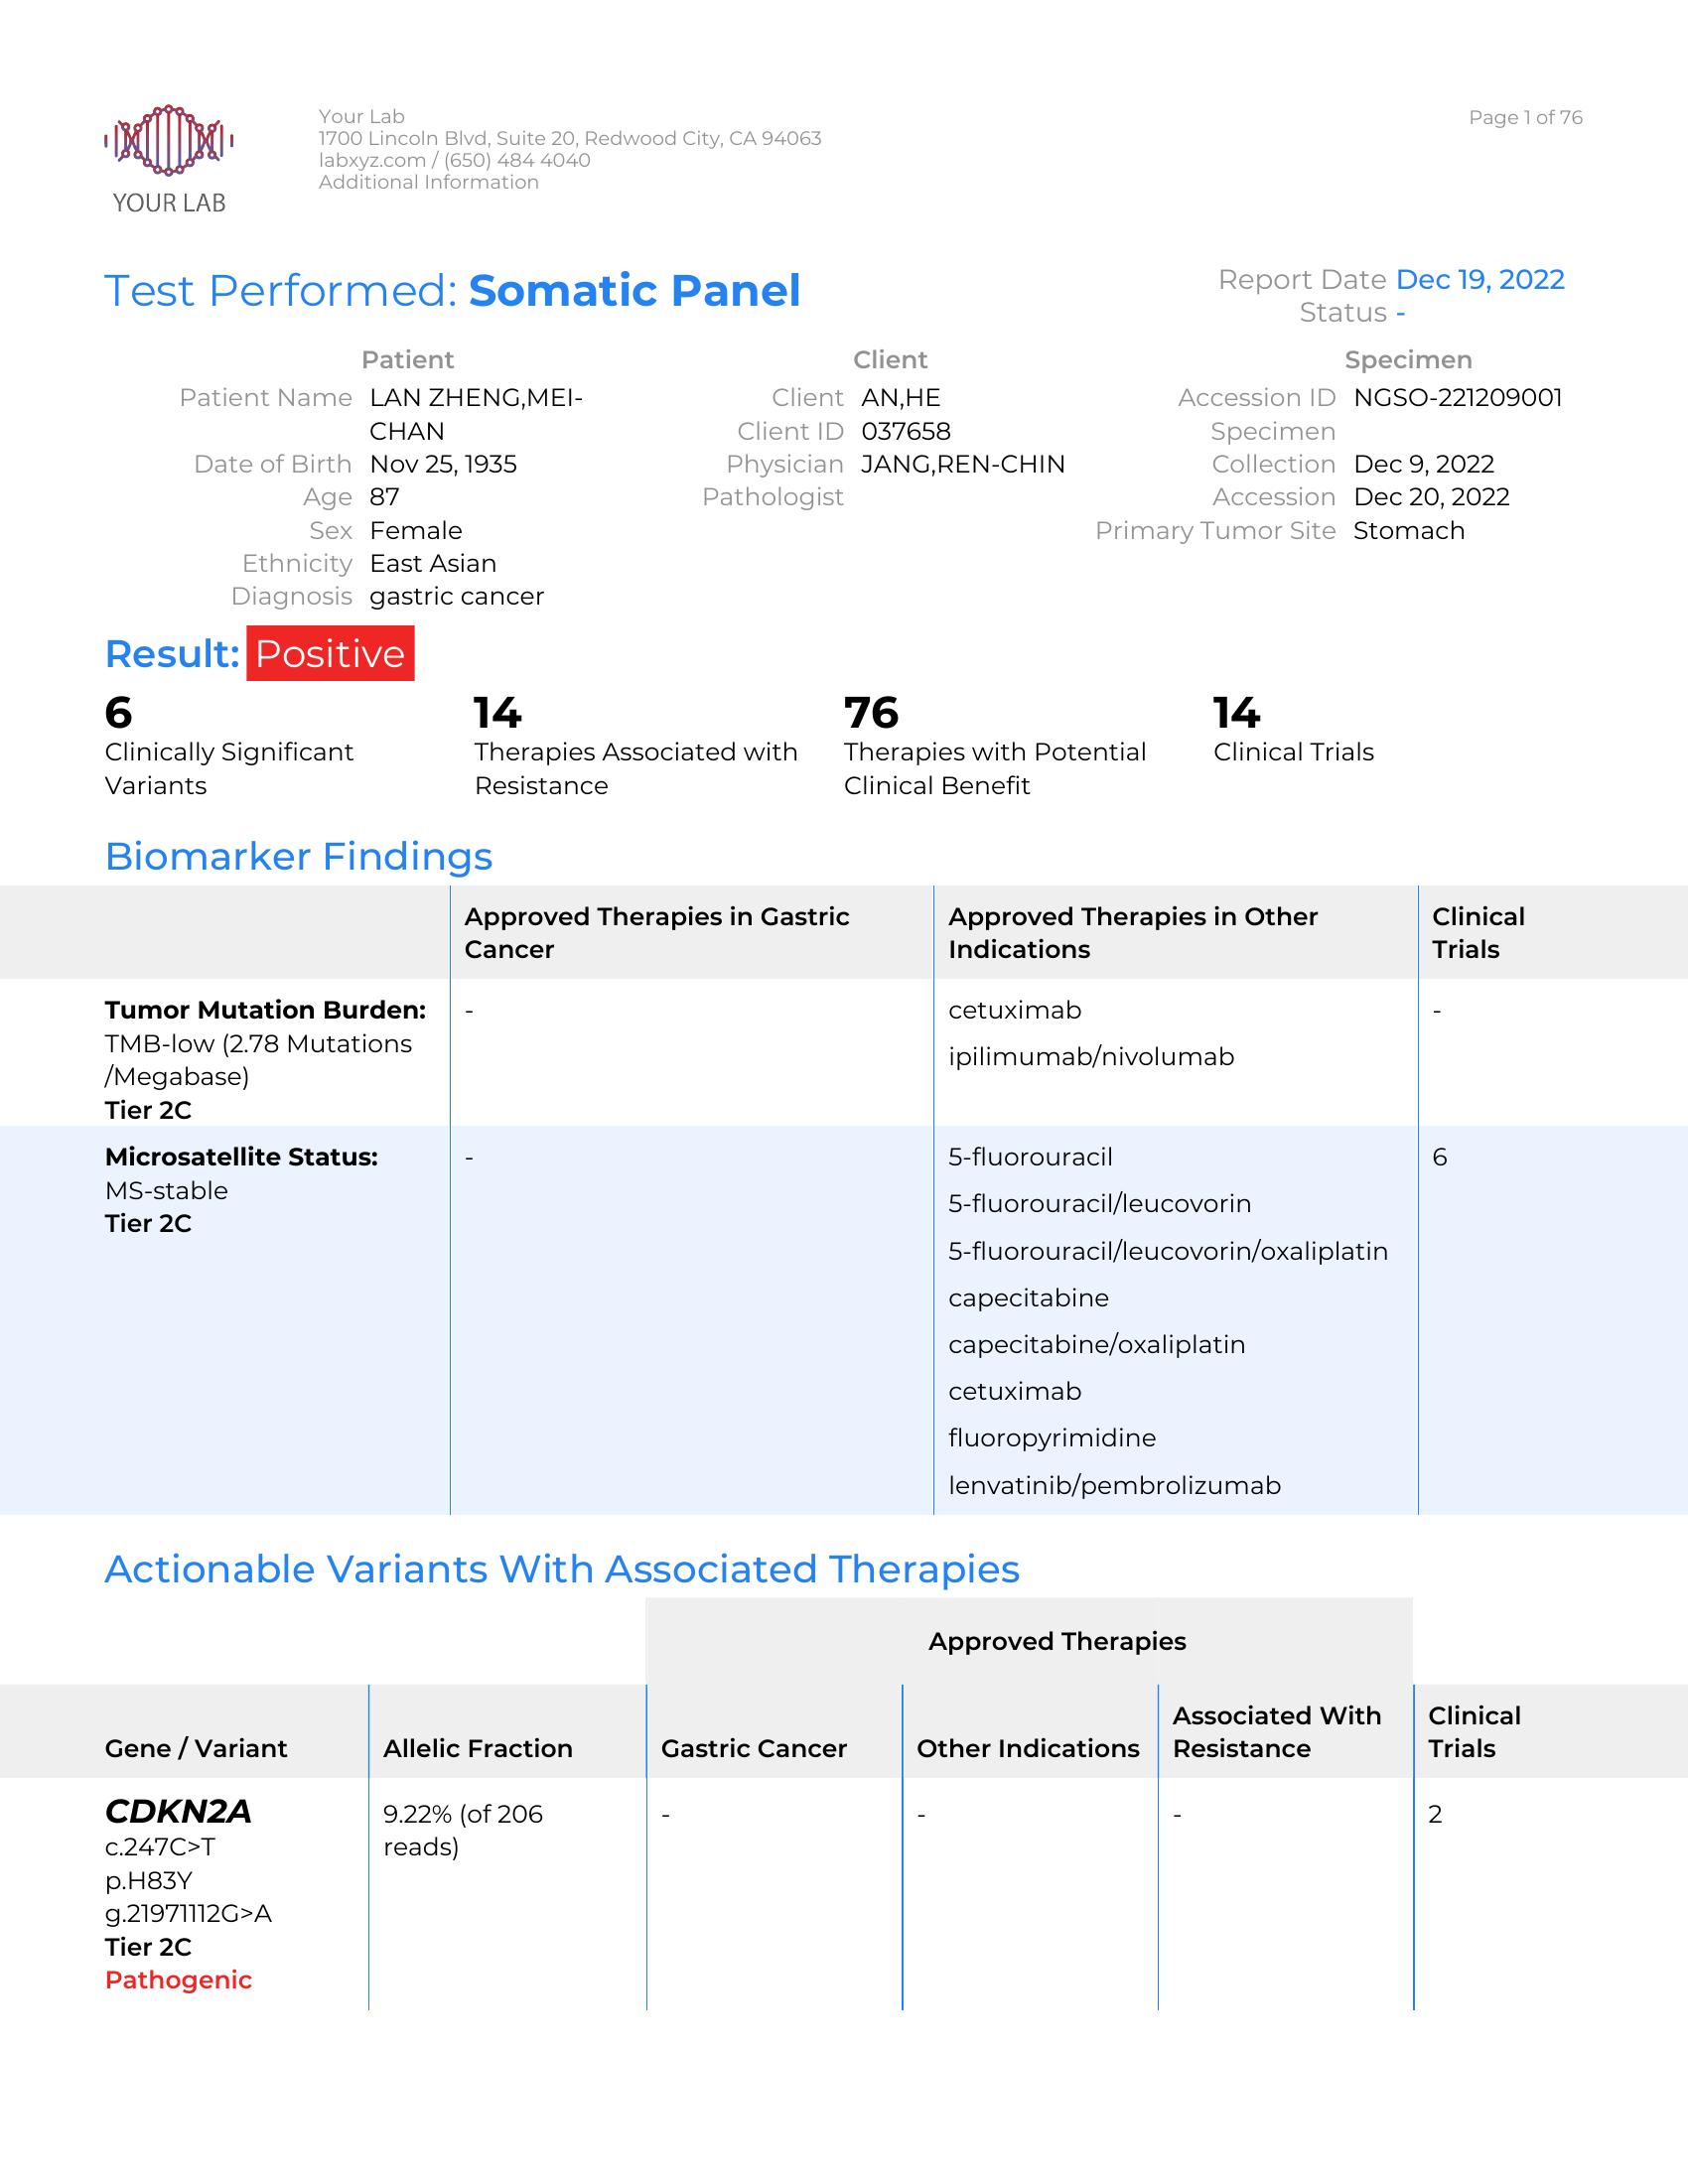 YOUR LAB
Your Lab
1700 Lincoln Blvd, Suite 20, Redwood City, CA 94063
labxyz.com / (650) 484 4040
Additional Information
Page 1 of 76
Test Performed: Somatic Panel
Report Date Dec 19, 2022
Status -
Patient
Patient Name LAN ZHENG,MEI-
CHAN
Date of Birth Nov 25, 1935
Age 87
Sex Female
Ethnicity East Asian
Diagnosis gastric cancer
Client
Client AN,HE
Client ID 037658
Physician JANG,REN-CHIN
Pathologist
Specimen
Accession ID NGSO-221209001
Specimen
Collection Dec 9, 2022
Accession Dec 20, 2022
Primary Tumor Site Stomach
Result: Positive
6
Clinically Significant
Variants
14
Therapies Associated with
Resistance
76
Therapies with Potential
Clinical Benefit
14
Clinical Trials
Biomarker Findings
Approved Therapies in Gastric
Cancer
Approved Therapies in Other
Indications
Clinical
Trials
Tumor Mutation Burden:
TMB-low (2.78 Mutations
/Megabase)
Tier 2C
-
cetuximab
ipilimumab/nivolumab
-
Microsatellite Status:
MS-stable
Tier 2C
-
5-fluorouracil
5-fluorouracil/leucovorin
5-fluorouracil/leucovorin/oxaliplatin
capecitabine
capecitabine/oxaliplatin
cetuximab
fluoropyrimidine
lenvatinib/pembrolizumab
6
Actionable Variants With Associated Therapies
Approved Therapies
Gene / Variant
Allelic Fraction
Gastric Cancer
Other Indications
Associated With
Resistance
Clinical
Trials
CDKN2A
c.247C>T
p.H83Y
g.21971112G>A
Tier 2C
Pathogenic
9.22% (of 206
reads)
-
-
-
2